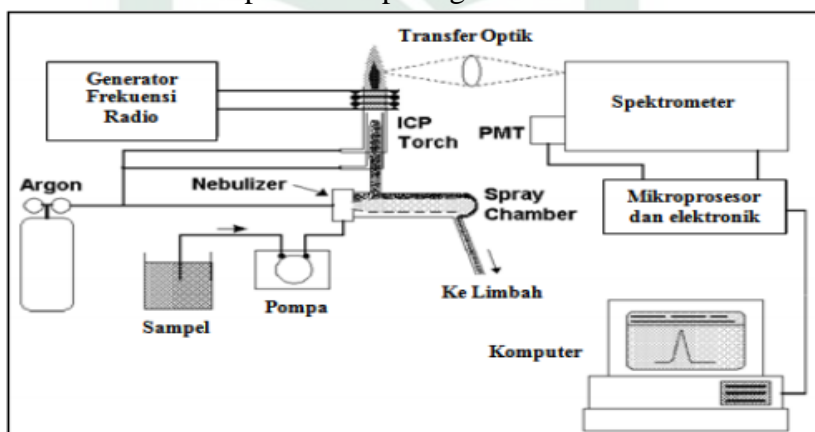 Transfer Optik
Generator
Frekuensi
Radio
Spektrometer
ICP
Torch
PMT
Argon
Nebulizer
Spray
Chamber
Mikroprosesor
dan elektronik
Sampel
Pompa
Ke Limbah
Komputer